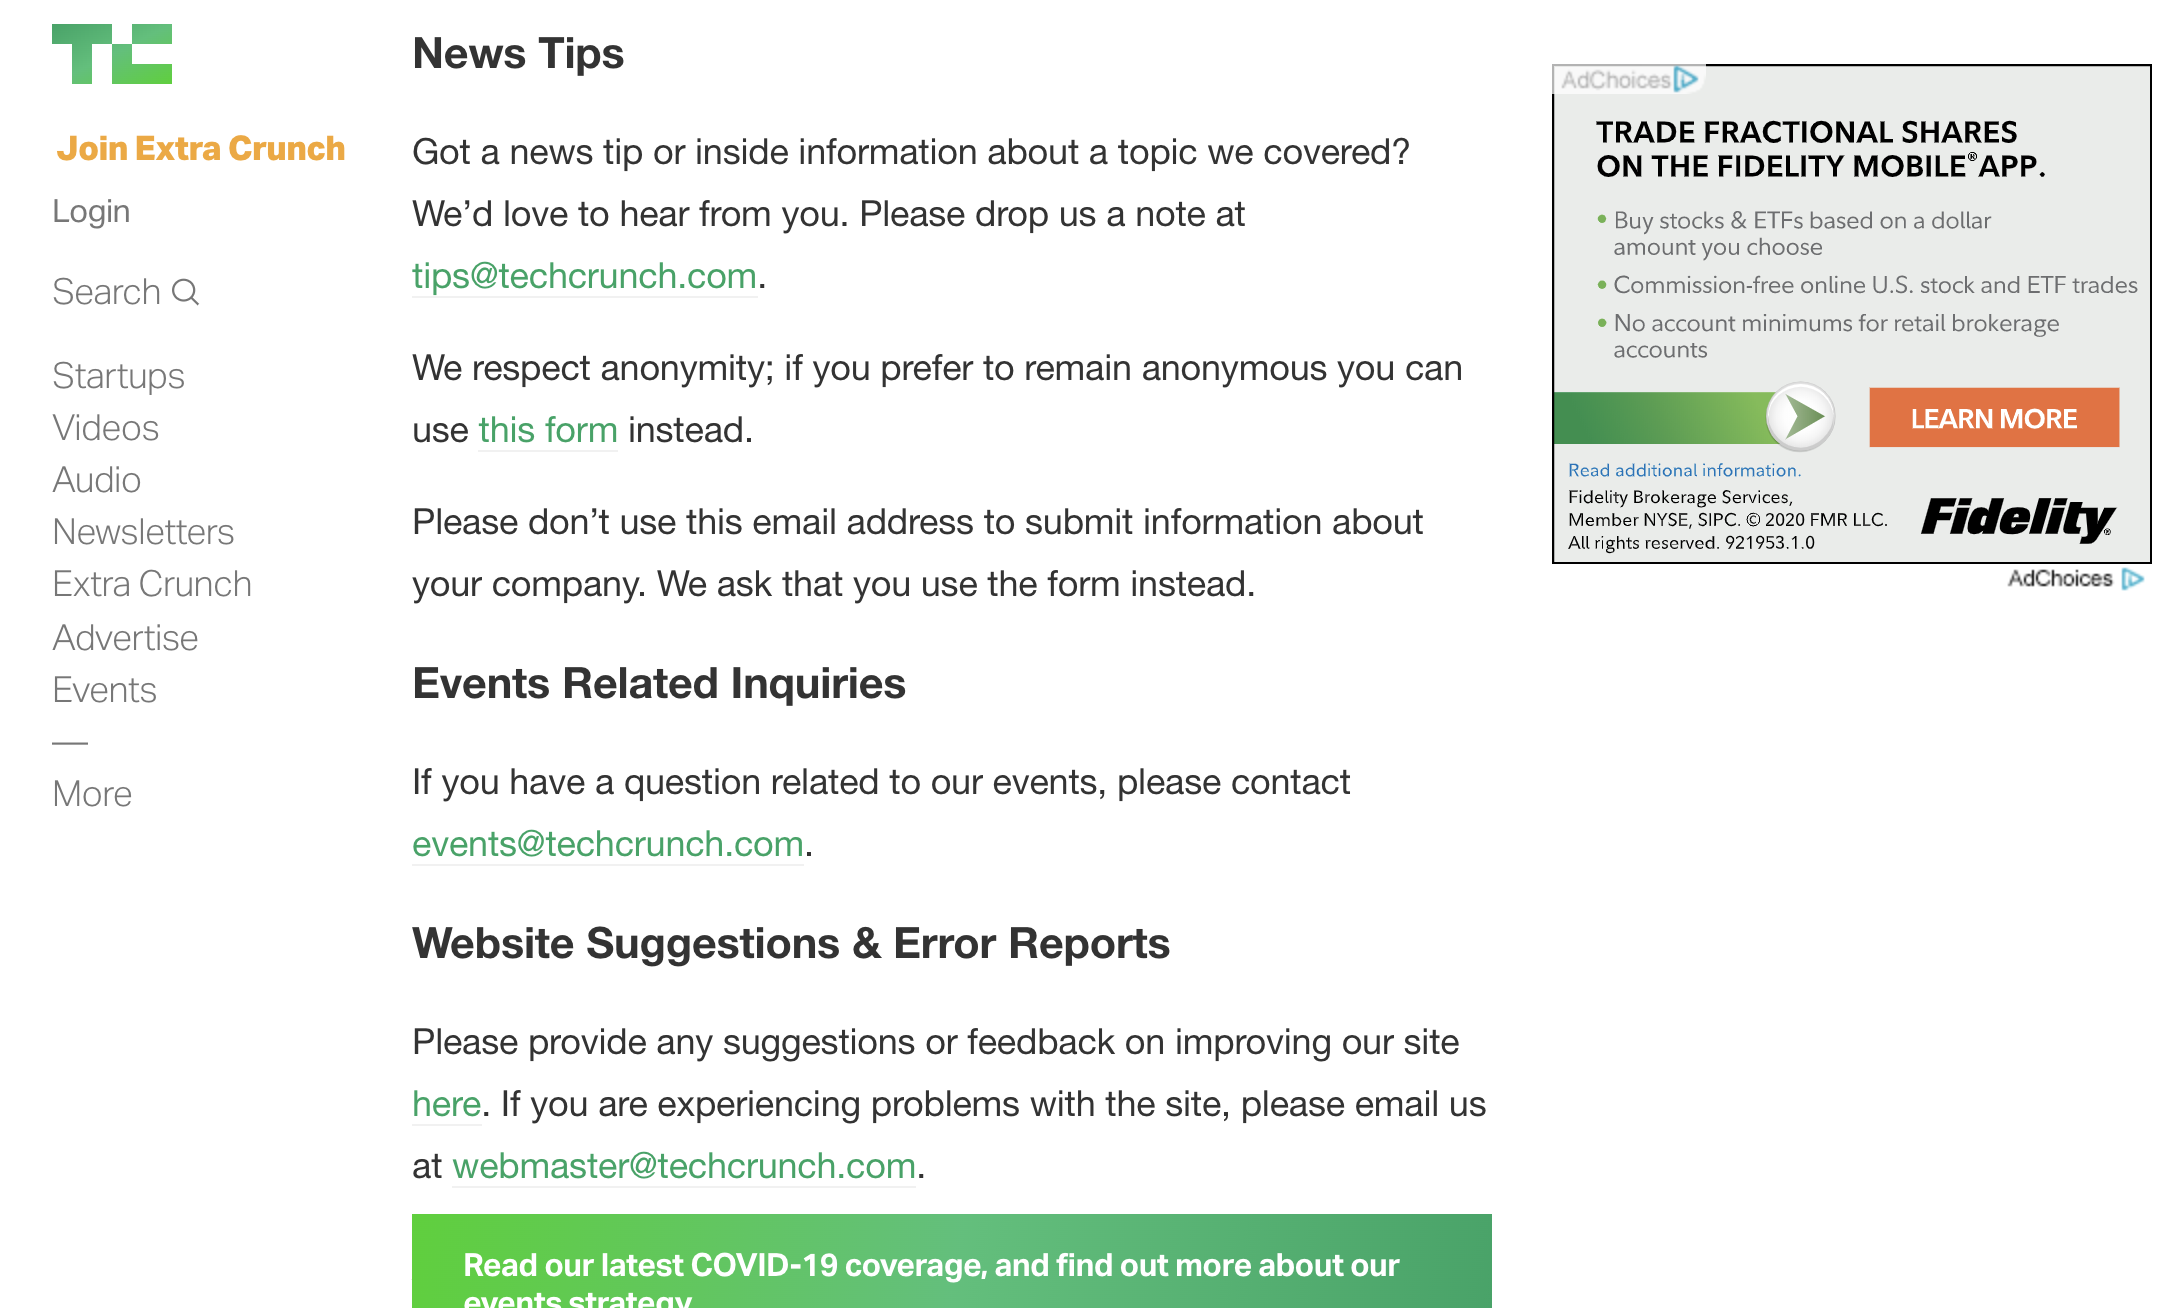 TC
Join Extra Crunch
Login
Search
Startups
Videos
Audio
Newsletters
Extra Crunch
Advertise
Events
—
More
News Tips
Got a news tip or inside information about a topic we covered?
We’d love to hear from you. Please drop us a note at
tips@techcrunch.com.
We respect anonymity; if you prefer to remain anonymous you can
use this form instead.
Please don’t use this email address to submit information about
your company. We ask that you use the form instead.
Events Related Inquiries
If you have a question related to our events, please contact
events@techcrunch.com.
Website Suggestions & Error Reports
Please provide any suggestions or feedback on improving our site
here. If you are experiencing problems with the site, please email us
at webmaster@techcrunch.com.
Read our latest COVID-19 coverage, and find out more about our
events strategy
AdChoices
TRADE FRACTIONAL SHARES
ON THE FIDELITY MOBILE® APP.
• Buy stocks & ETFs based on a dollar
amount you choose
• Commission-free online U.S. stock and ETF trades
• No account minimums for retail brokerage
accounts
LEARN MORE
Read additional information.
Fidelity Brokerage Services,
Member NYSE, SIPC. © 2020 FMR LLC.
All rights reserved. 921953.1.0
Fidelity®
AdChoices